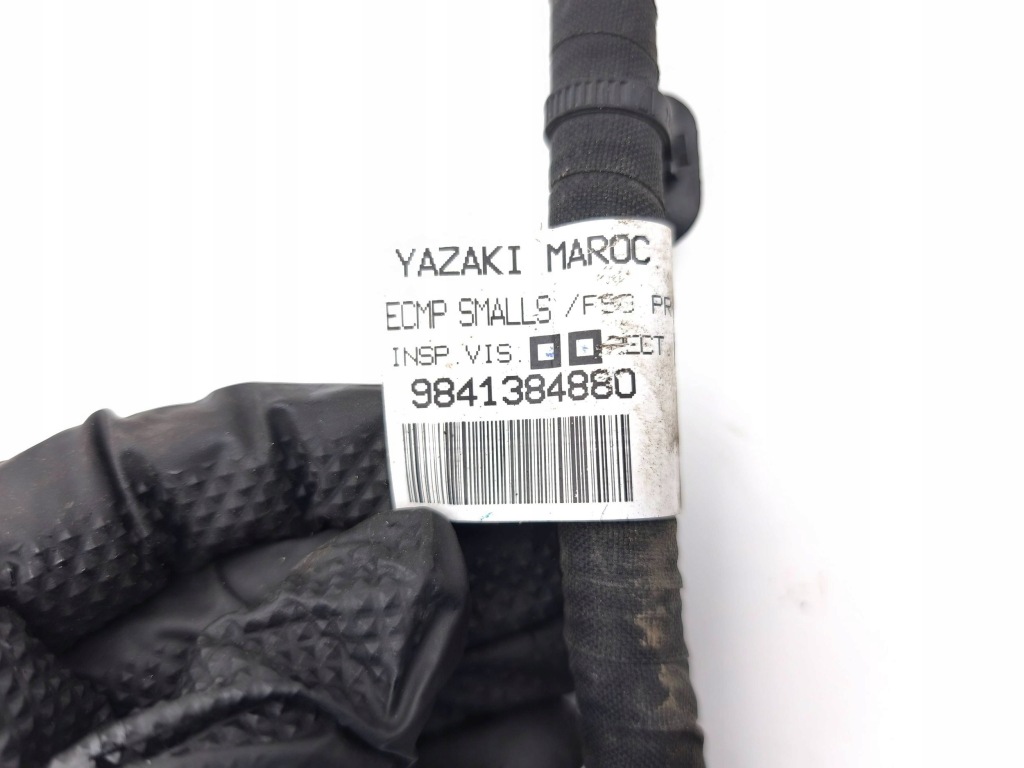 YAZAKI MAROC
ECMP SMALLS
INSP.VIS.
9841384880